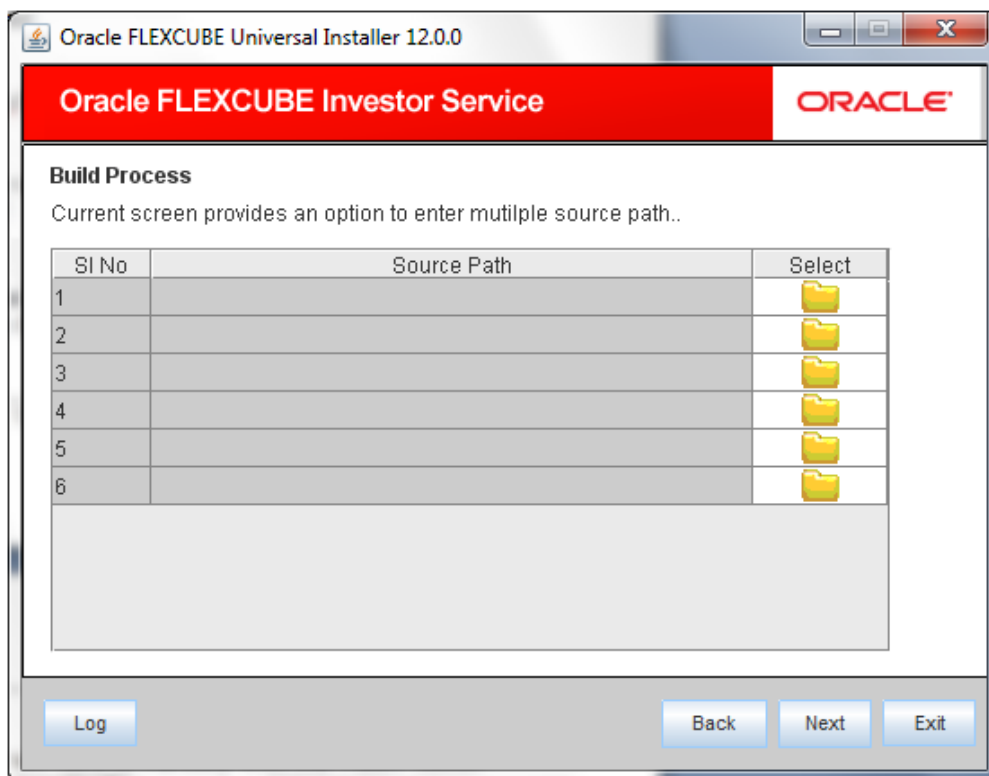 Oracle FLEXCUBE Universal Installer 12.0.0
Oracle FLEXCUBE Investor Service
ORACLE
Build Process
Current screen provides an option to enter mutilple source path..
Sl No Source Path Select
1
2
3
4
5
6
Log Back Next Exit